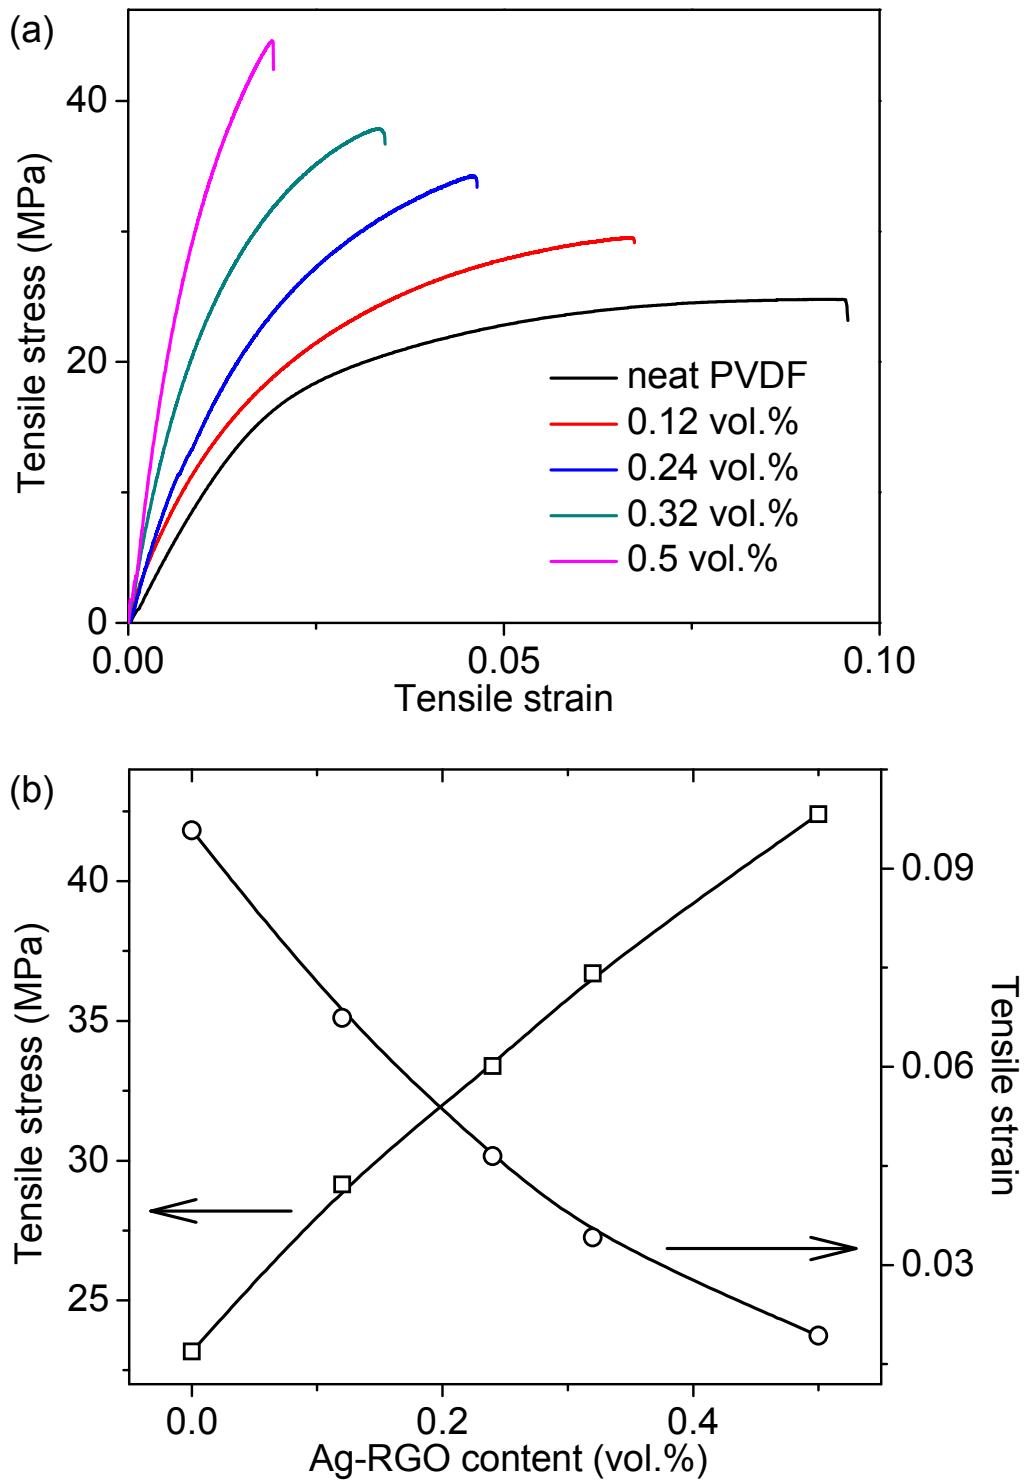 (a)
Tensile stress (MPa)
40
20
0
0.00
0.05
0.10
Tensile strain
neat PVDF
0.12 vol.%
0.24 vol.%
0.32 vol.%
0.5 vol.%
(b)
Tensile stress (MPa)
40
35
30
25
0.09
0.06
0.03
Tensile strain
0.0
0.2
0.4
Ag-RGO content (vol.%)